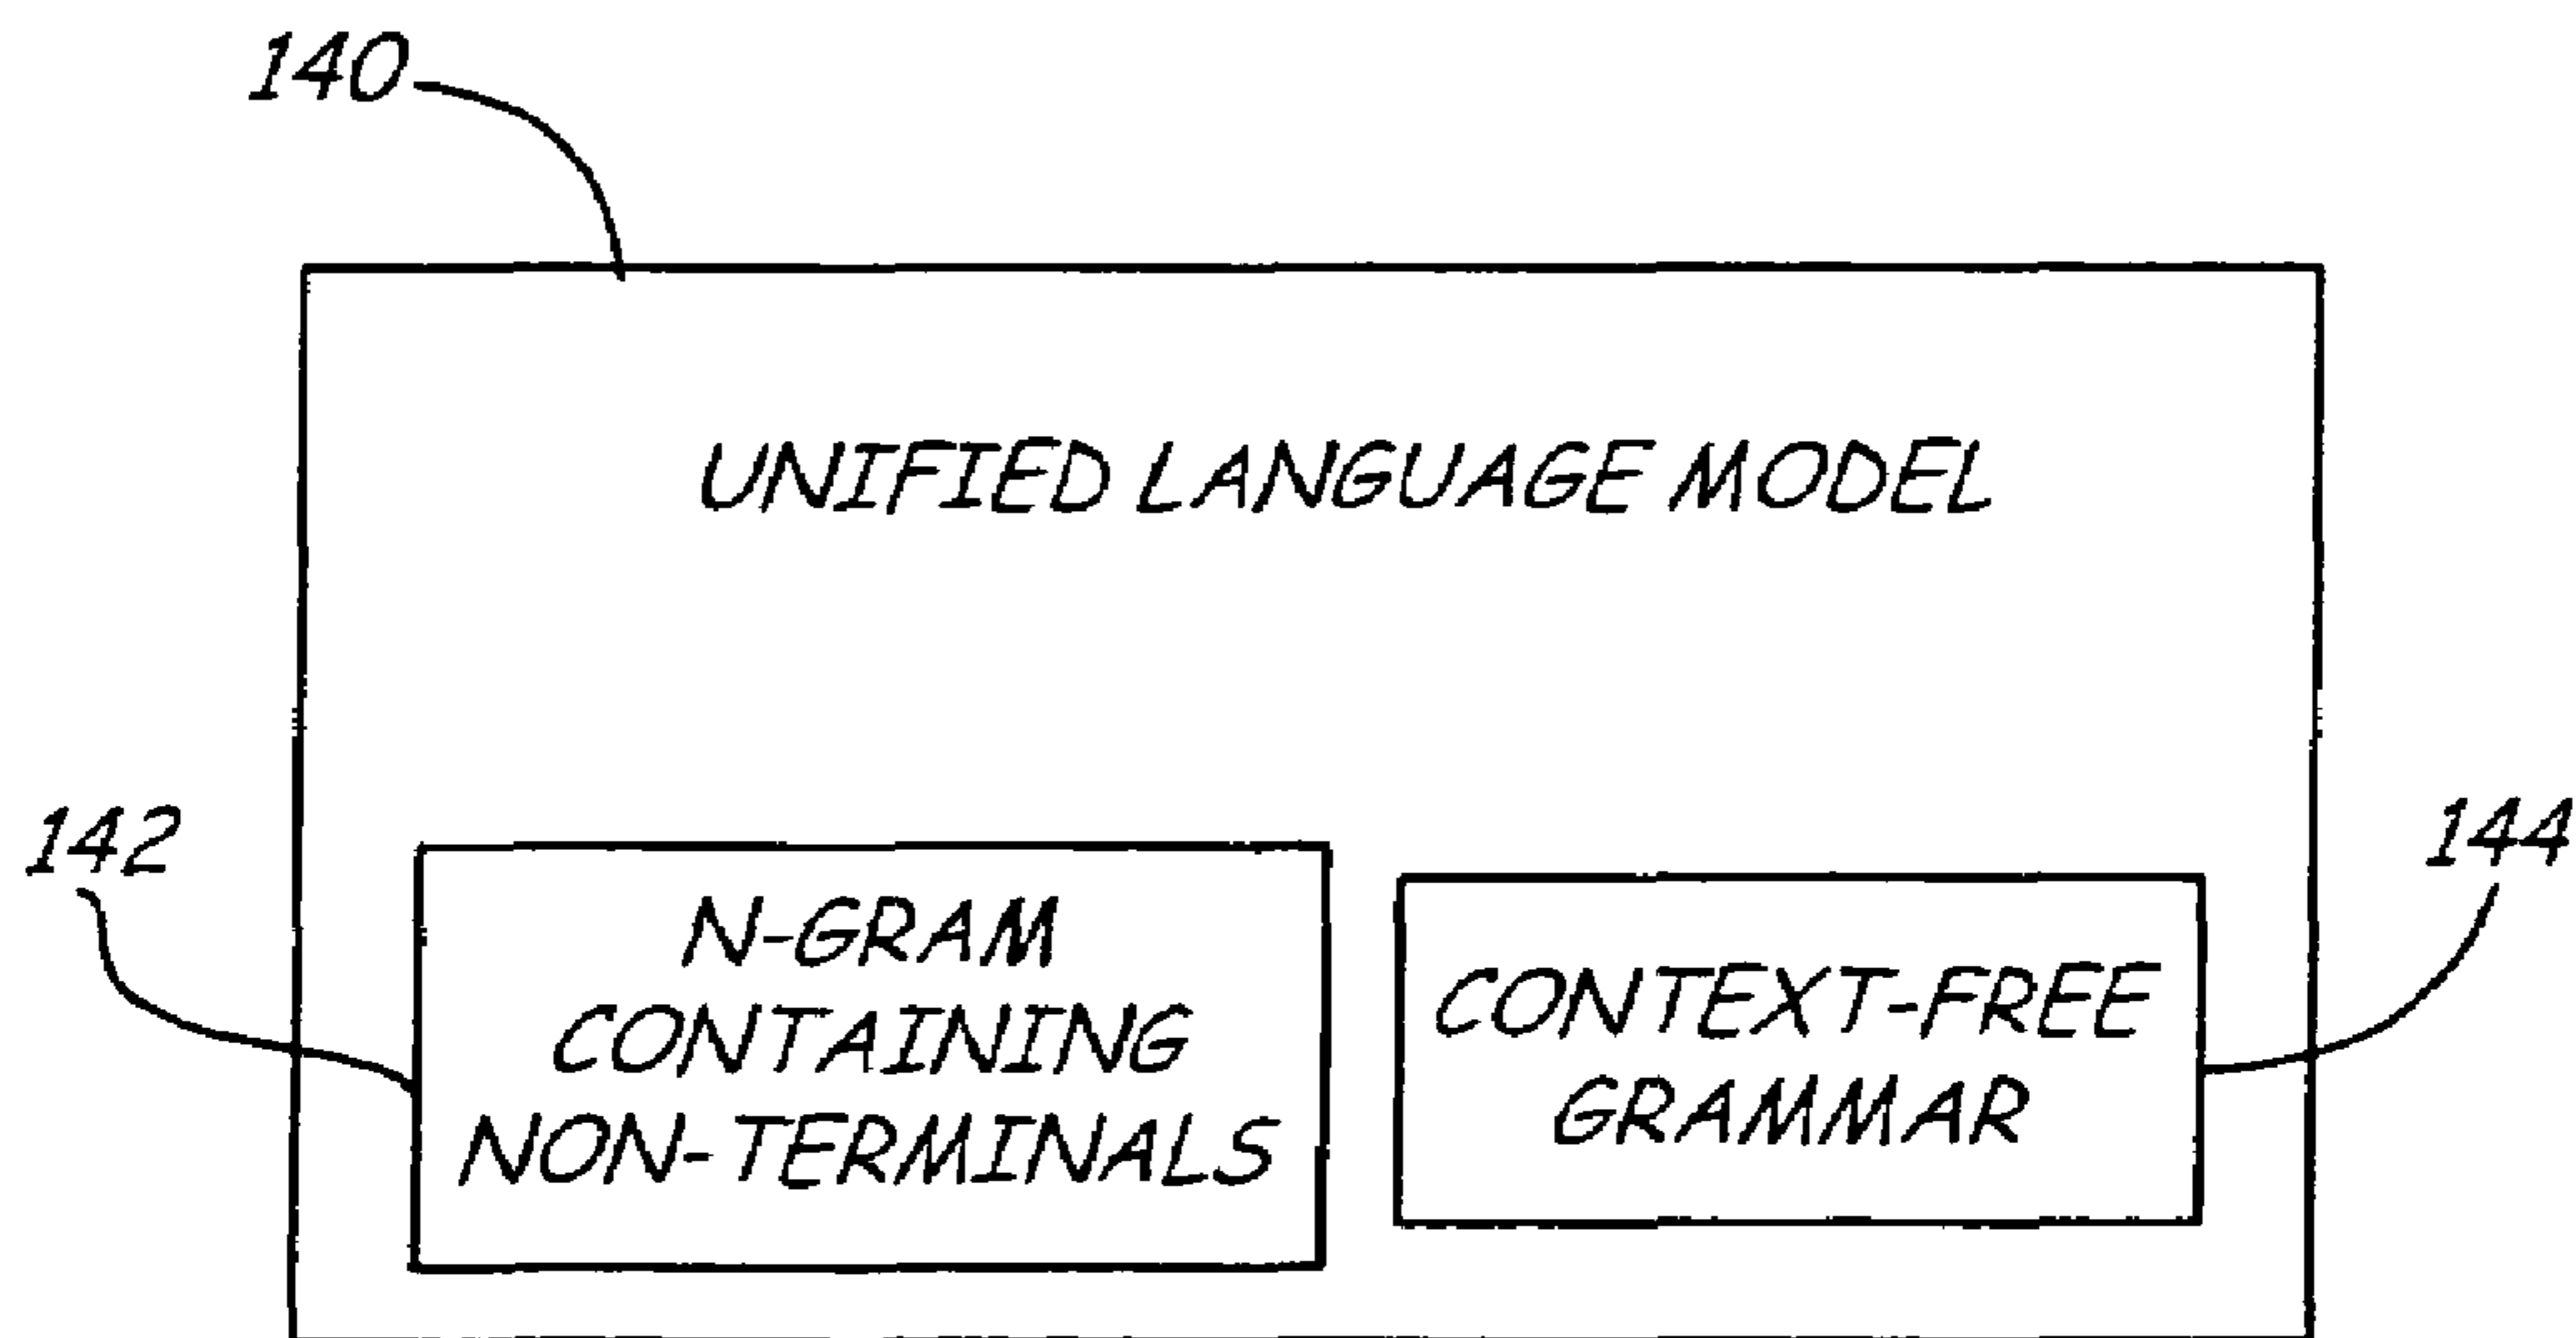 140
UNIFIED LANGUAGE MODEL
142
144
N-GRAM
CONTAINING
NON-TERMINALS
CONTEXT-FREE
GRAMMAR